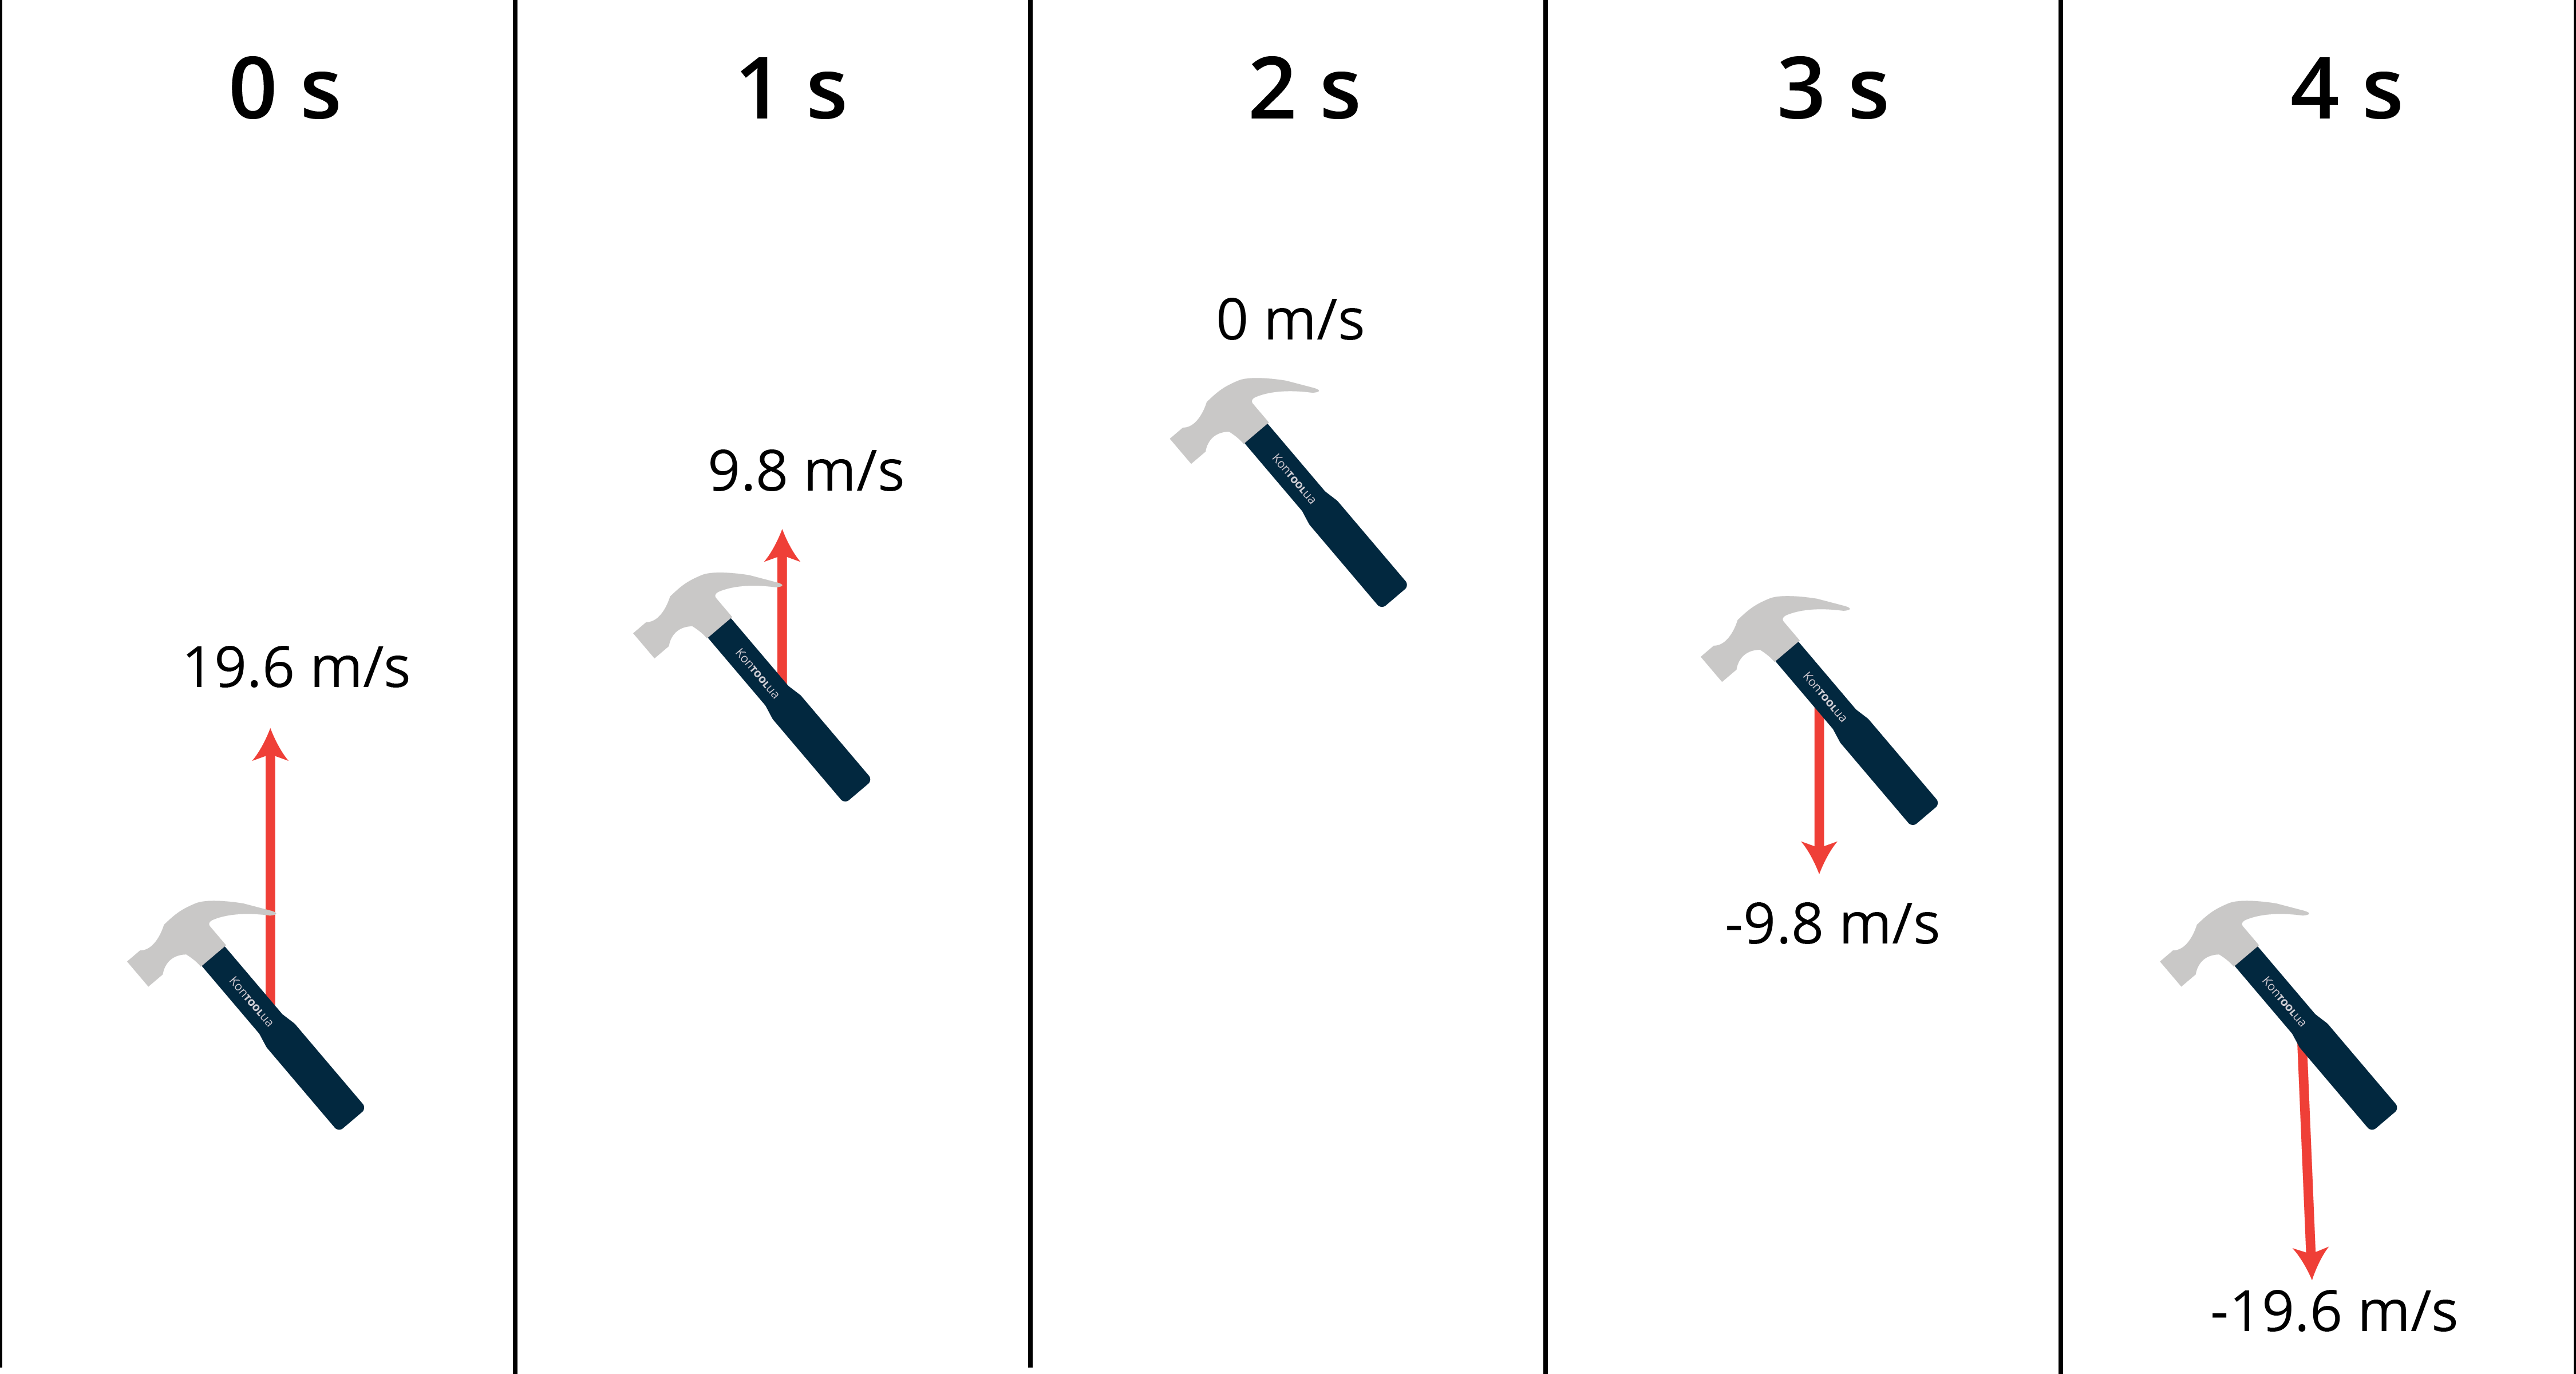 0 s
1 s
2 s
3 s
4 s
19.6 m/s
9.8 m/s
0 m/s
-9.8 m/s
-19.6 m/s
KonTOOLua
KonTOOLua
KonTOOLua
KonTOOLua
KonTOOLua